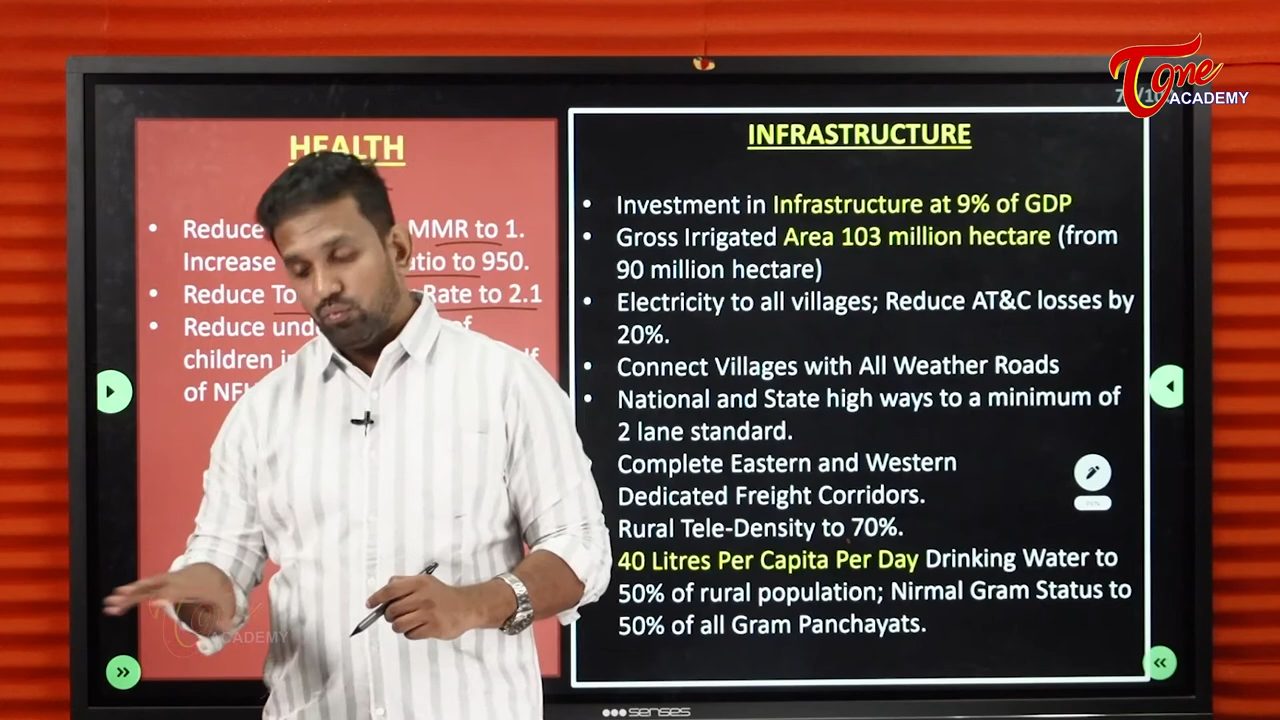 Tone
ACADEMY
HEALTH
Reduce MMR to 1.
Increase to 950.
Reduce Rate to 2.1
Reduce of
children
of
INFRASTRUCTURE
Investment in Infrastructure at 9% of GDP
Gross Irrigated Area 103 million hectare (from
90 million hectare)
Electricity to all villages; Reduce AT&C losses by
20%.
Connect Villages with All Weather Roads
National and State high ways to a minimum of
2 lane standard.
Complete Eastern and Western
Dedicated Freight Corridors.
Rural Tele-Density to 70%.
40 Litres Per Capita Per Day Drinking Water to
50% of rural population; Nirmal Gram Status to
50% of all Gram Panchayats.
ACADEMY
senses